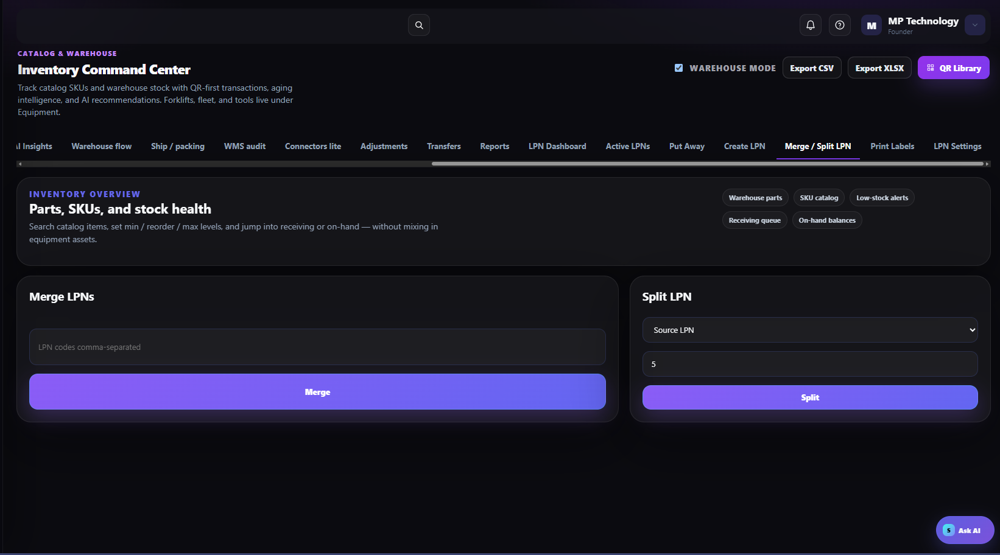 M
MP Technology
Founder
CATALOG & WAREHOUSE
Inventory Command Center
Track catalog SKUs and warehouse stock with QR-first transactions, aging
intelligence, and AI recommendations. Forklifts, fleet, and tools live under
Equipment.
WAREHOUSE MODE
Export CSV
Export XLSX
QR Library
AI Insights
Warehouse flow
Ship / packing
WMS audit
Connectors lite
Adjustments
Transfers
Reports
LPN Dashboard
Active LPNs
Put Away
Create LPN
Merge / Split LPN
Print Labels
LPN Settings
INVENTORY OVERVIEW
Parts, SKUs, and stock health
Search catalog items, set min / reorder / max levels, and jump into receiving or on-hand — without mixing in
equipment assets.
Warehouse parts
SKU catalog
Low-stock alerts
Receiving queue
On-hand balances
Merge LPNs
LPN codes comma-separated
Merge
Split LPN
Source LPN
5
Split
S
Ask AI